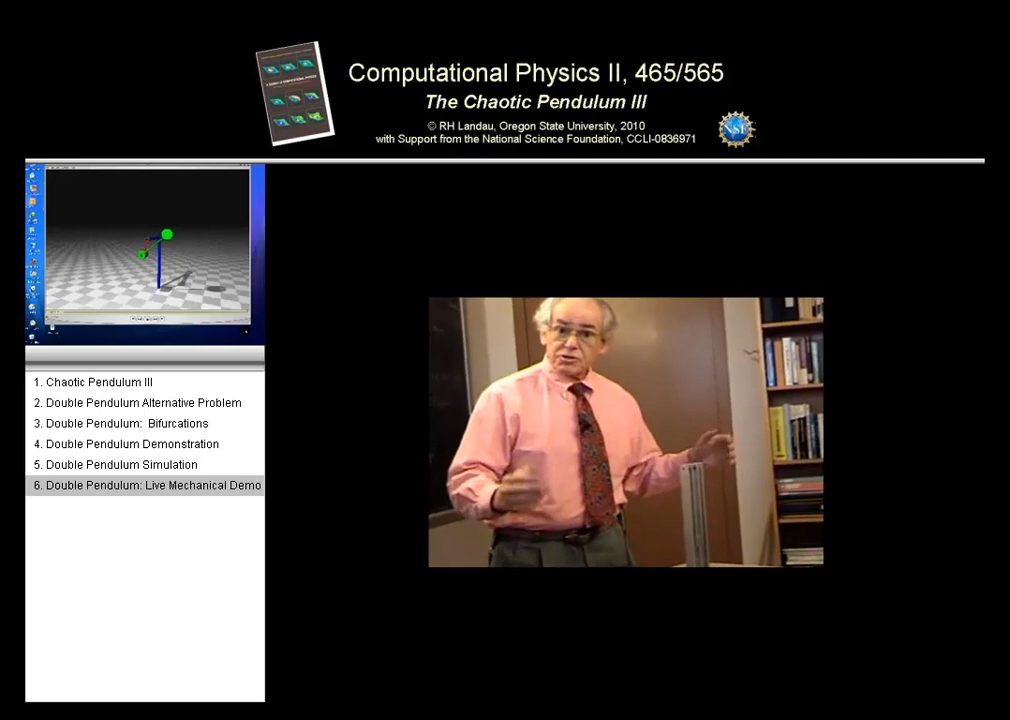 Computational Physics II, 465/565
The Chaotic Pendulum III
© RH Landau, Oregon State University, 2010
with Support from the National Science Foundation, CCLI-0836971
NSF
1. Chaotic Pendulum III
2. Double Pendulum Alternative Problem
3. Double Pendulum:  Bifurcations
4. Double Pendulum Demonstration
5. Double Pendulum Simulation
6. Double Pendulum: Live Mechanical Demo